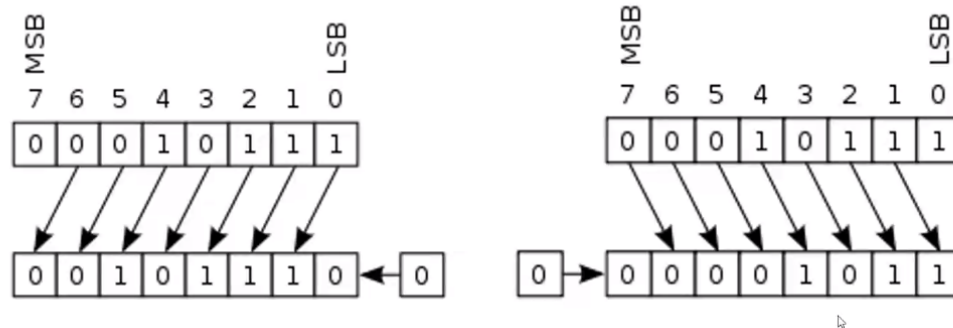 MSB LSB MSB LSB
7 6 5 4 3 2 1 0 7 6 5 4 3 2 1 0
0 0 0 1 0 1 1 1 0 0 0 1 0 1 1 1
0 0 1 0 1 1 1 0 0 0 0 0 0 0 1 0 1 1